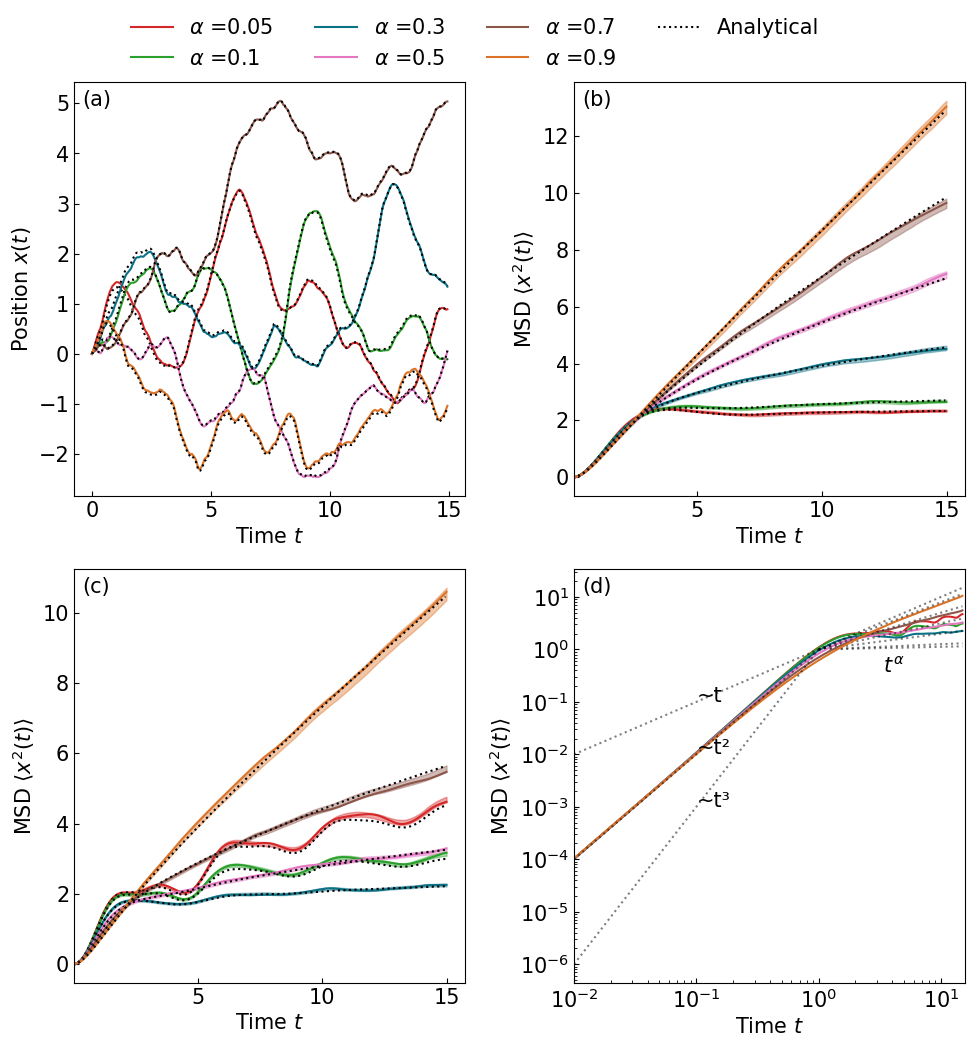 α =0.05 α =0.3 α =0.7 Analytical
α =0.1 α =0.5 α =0.9
(a)
5
4
3
2
1
0
−1
−2
Position x(t)
0 5 10 15
Time t
(b)
12
10
8
6
4
2
0
MSD ⟨x²(t)⟩
5 10 15
Time t
(c)
10
8
6
4
2
0
MSD ⟨x²(t)⟩
5 10 15
Time t
(d)
10¹
10⁰
10⁻¹
10⁻²
10⁻³
10⁻⁴
10⁻⁵
10⁻⁶
MSD ⟨x²(t)⟩
~t
~t²
~t³
t^α
10⁻² 10⁻¹ 10⁰ 10¹
Time t